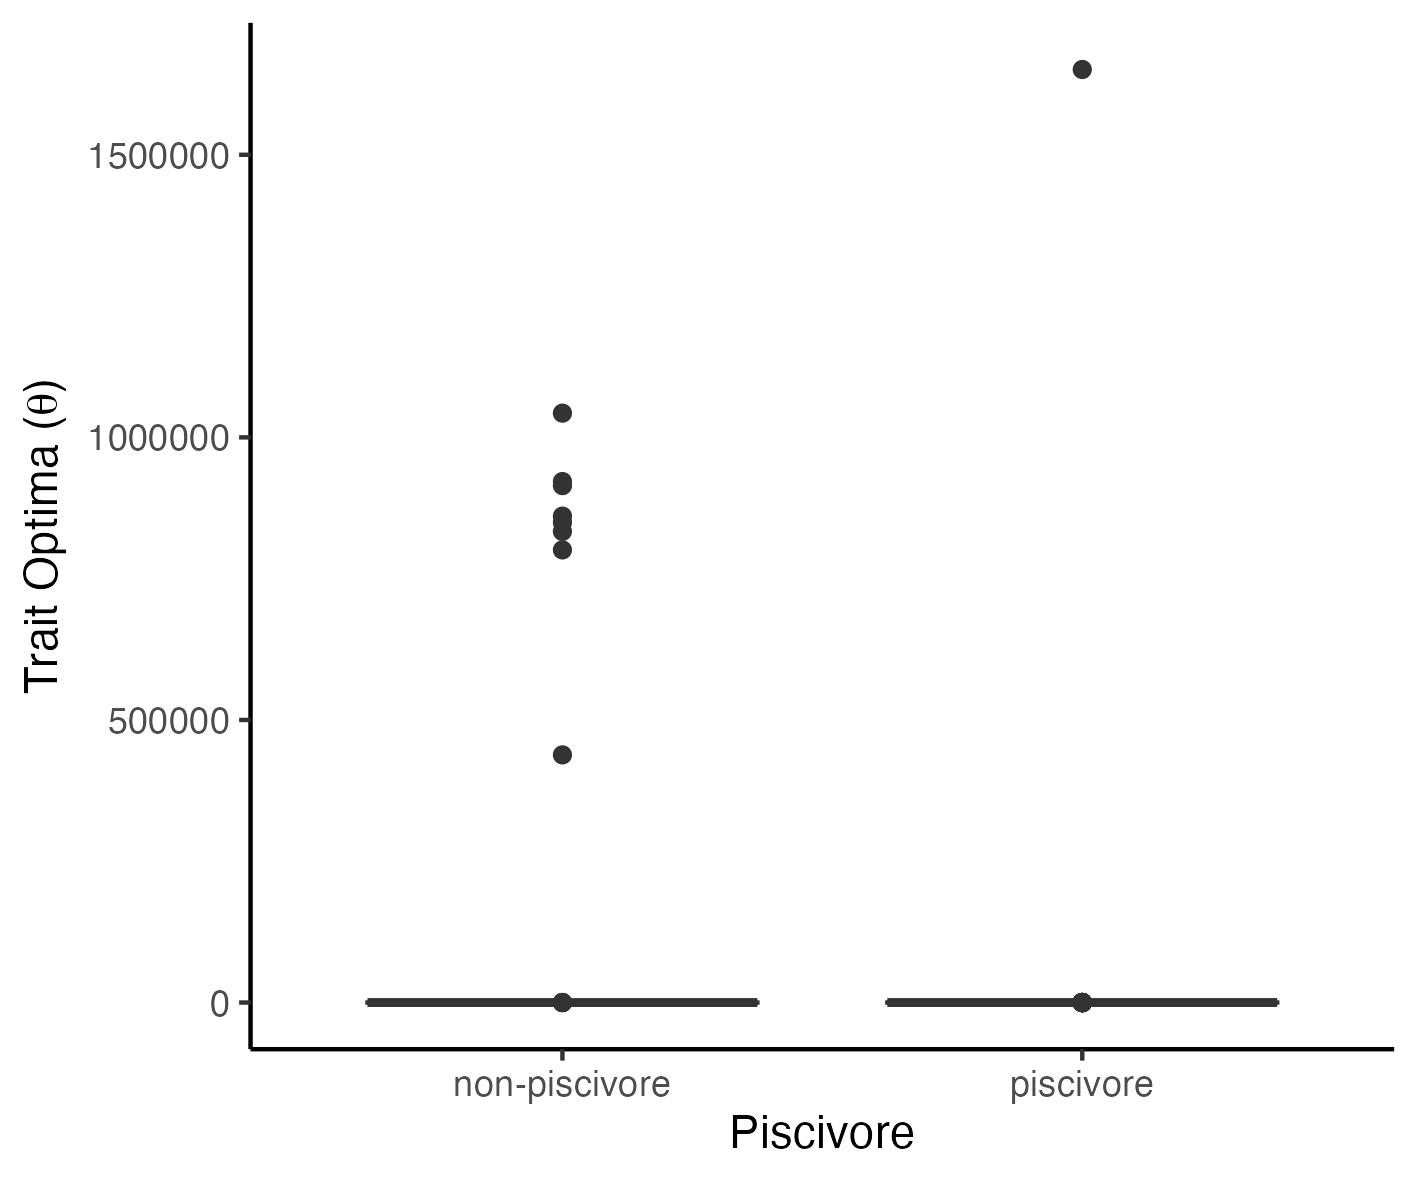 Trait Optima (θ)
1500000
1000000
500000
0
non-piscivore
piscivore
Piscivore